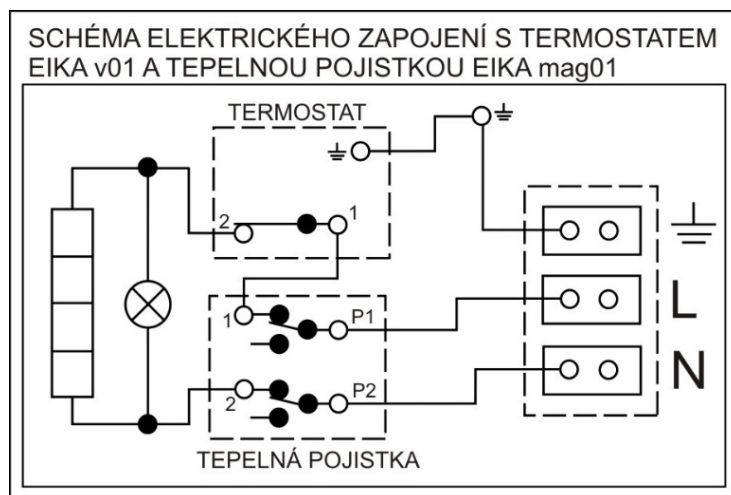 SCHÉMA ELEKTRICKÉHO ZAPOJENÍ S TERMOSTATEM
EIKA v01 A TEPELNOU POJISTKOU EIKA mag01
TERMOSTAT
2
1
1
P1
L
2
P2
N
TEPELNÁ POJISTKA